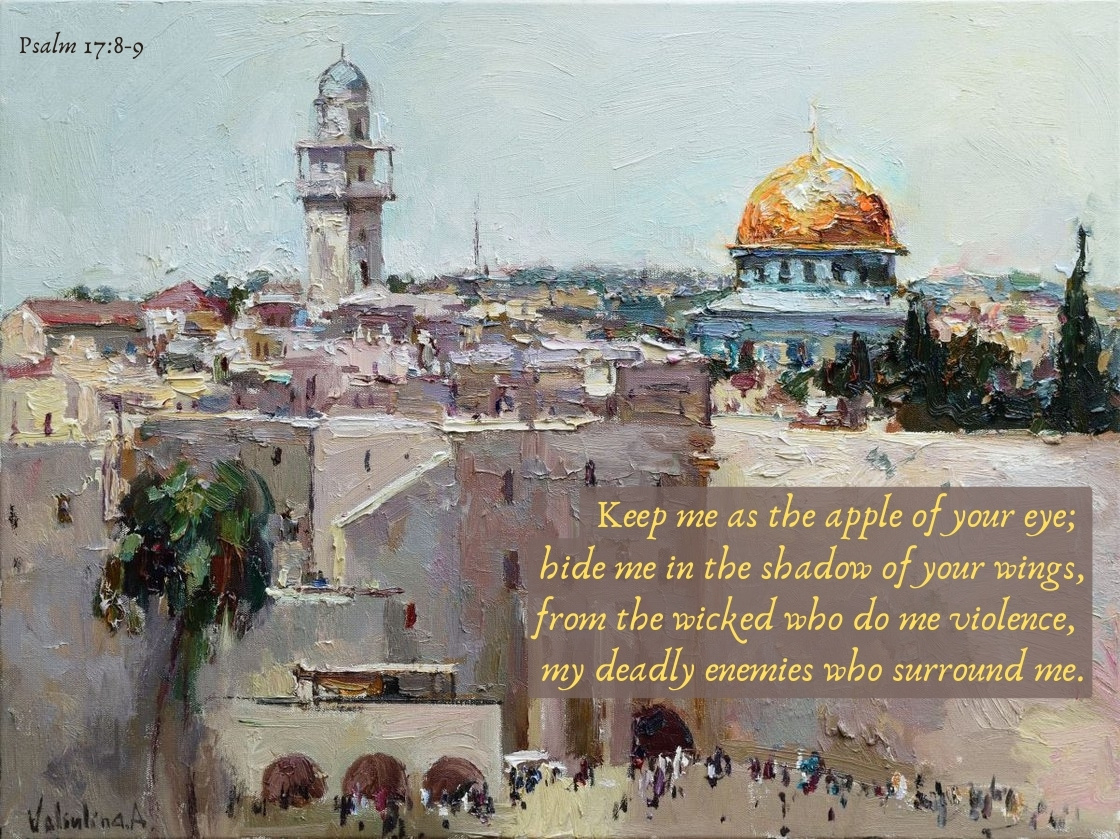 Psalm 17:8-9
Keep me as the apple of your eye;
hide me in the shadow of your wings,
from the wicked who do me violence,
my deadly enemies who surround me.
Valentina.A